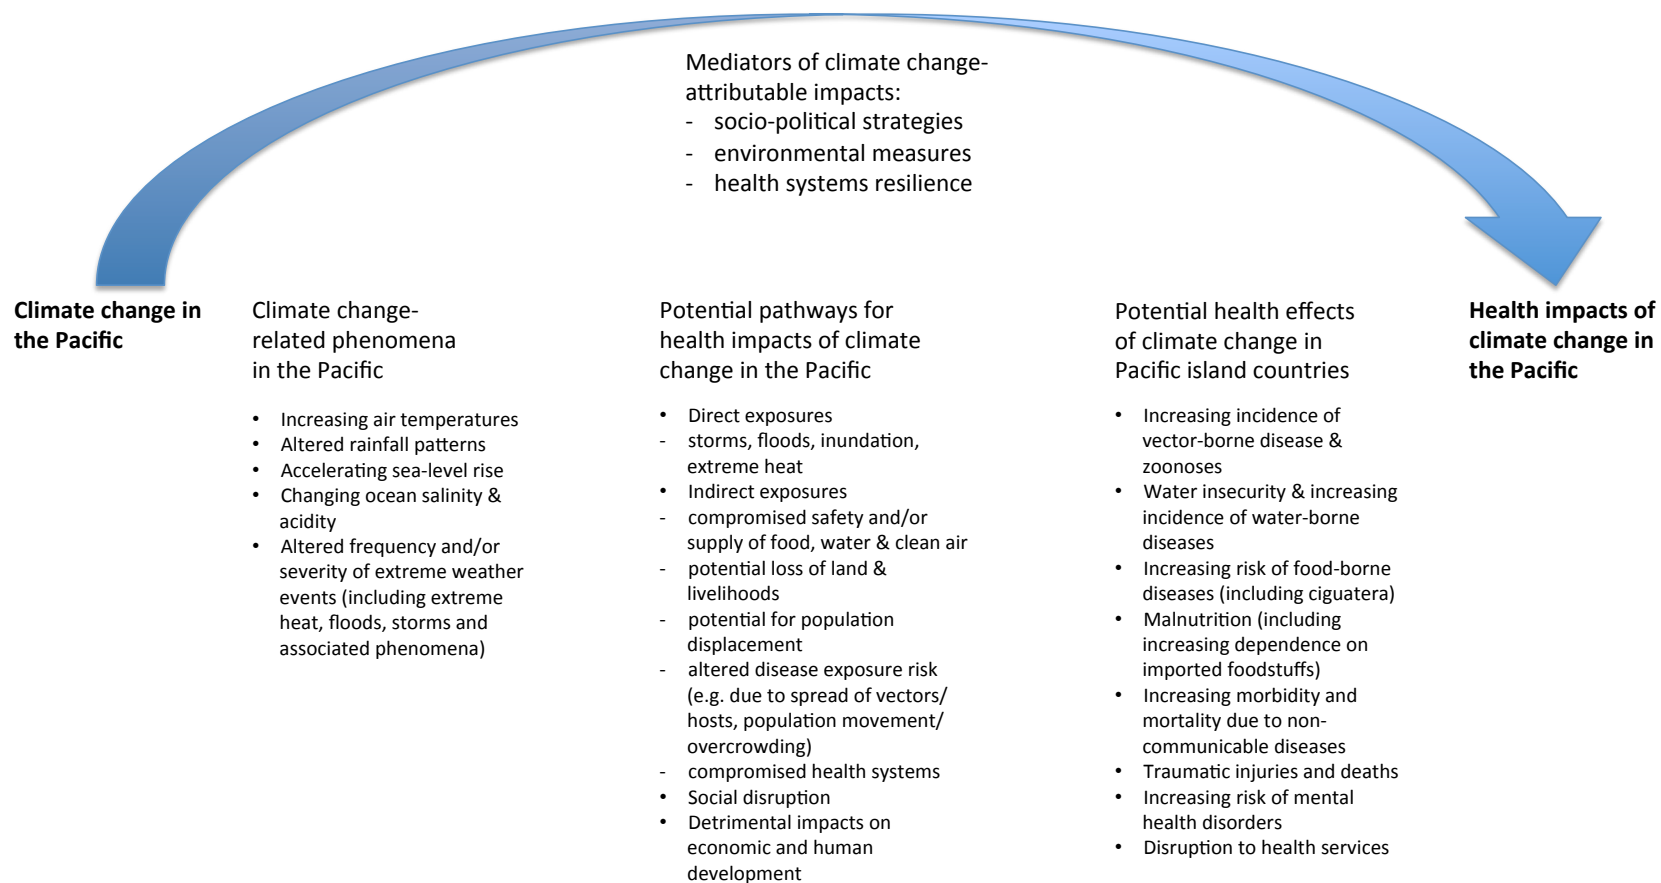 Mediators of climate change-
attributable impacts:
- socio-political strategies
- environmental measures
- health systems resilience
Climate change in
the Pacific
Climate change-
related phenomena
in the Pacific
• Increasing air temperatures
• Altered rainfall patterns
• Accelerating sea-level rise
• Changing ocean salinity &
acidity
• Altered frequency and/or
severity of extreme weather
events (including extreme
heat, floods, storms and
associated phenomena)
Potential pathways for
health impacts of climate
change in the Pacific
• Direct exposures
- storms, floods, inundation,
extreme heat
• Indirect exposures
- compromised safety and/or
supply of food, water & clean air
- potential loss of land &
livelihoods
- potential for population
displacement
- altered disease exposure risk
(e.g. due to spread of vectors/
hosts, population movement/
overcrowding)
- compromised health systems
• Social disruption
• Detrimental impacts on
economic and human
development
Potential health effects
of climate change in
Pacific island countries
• Increasing incidence of
vector-borne disease &
zoonoses
• Water insecurity & increasing
incidence of water-borne
diseases
• Increasing risk of food-borne
diseases (including ciguatera)
• Malnutrition (including
increasing dependence on
imported foodstuffs)
• Increasing morbidity and
mortality due to non-
communicable diseases
• Traumatic injuries and deaths
• Increasing risk of mental
health disorders
• Disruption to health services
Health impacts of
climate change in
the Pacific